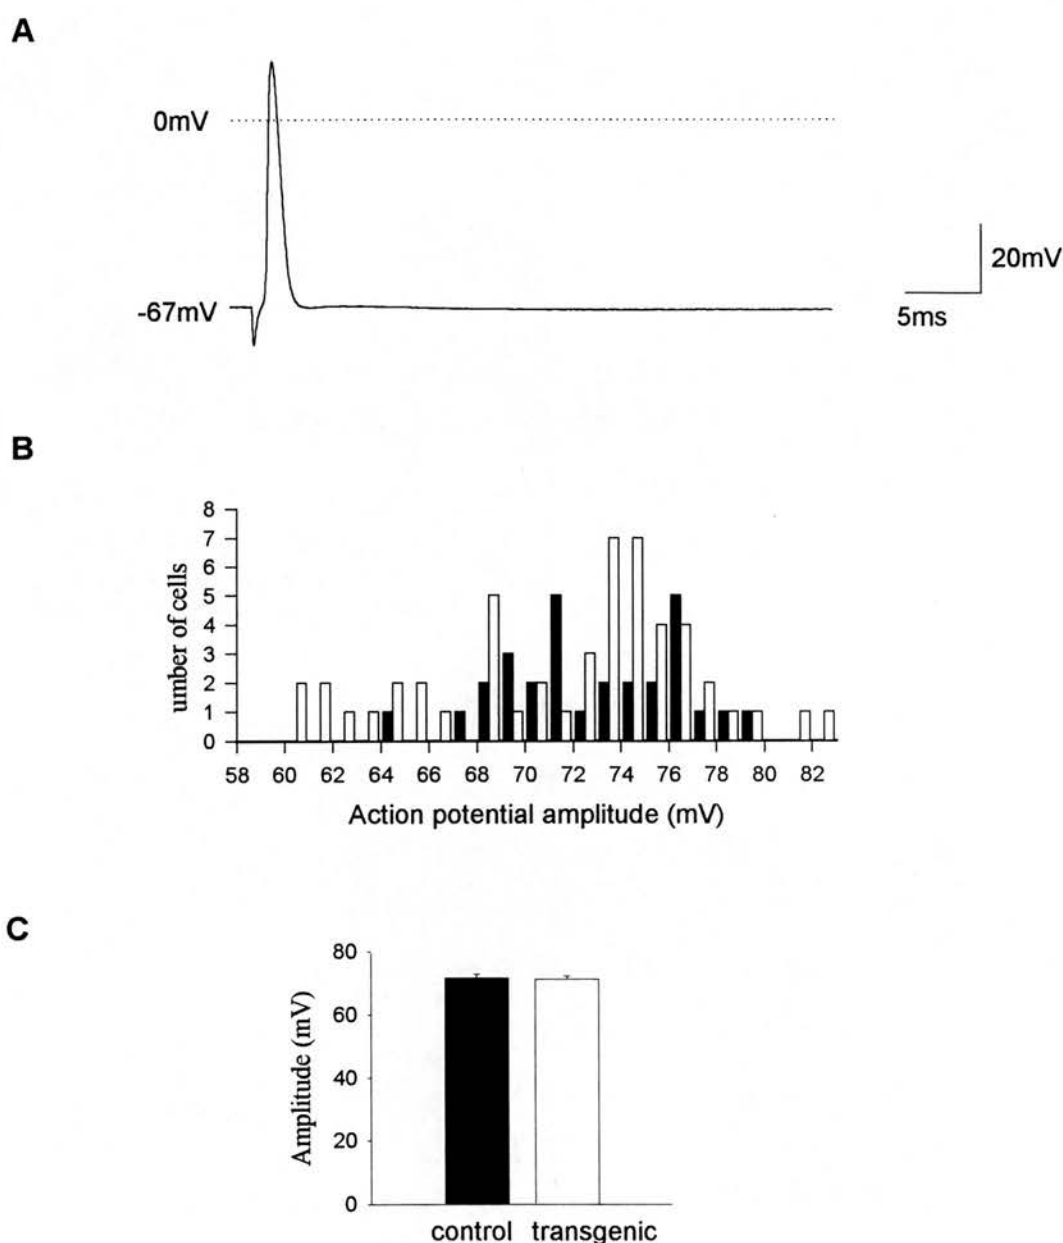 A
0mV
-67mV
20mV
5ms
B
8
7
6
5
4
3
2
1
0
umber of cells
58 60 62 64 66 68 70 72 74 76 78 80 82
Action potential amplitude (mV)
C
80
60
40
20
0
Amplitude (mV)
control transgenic